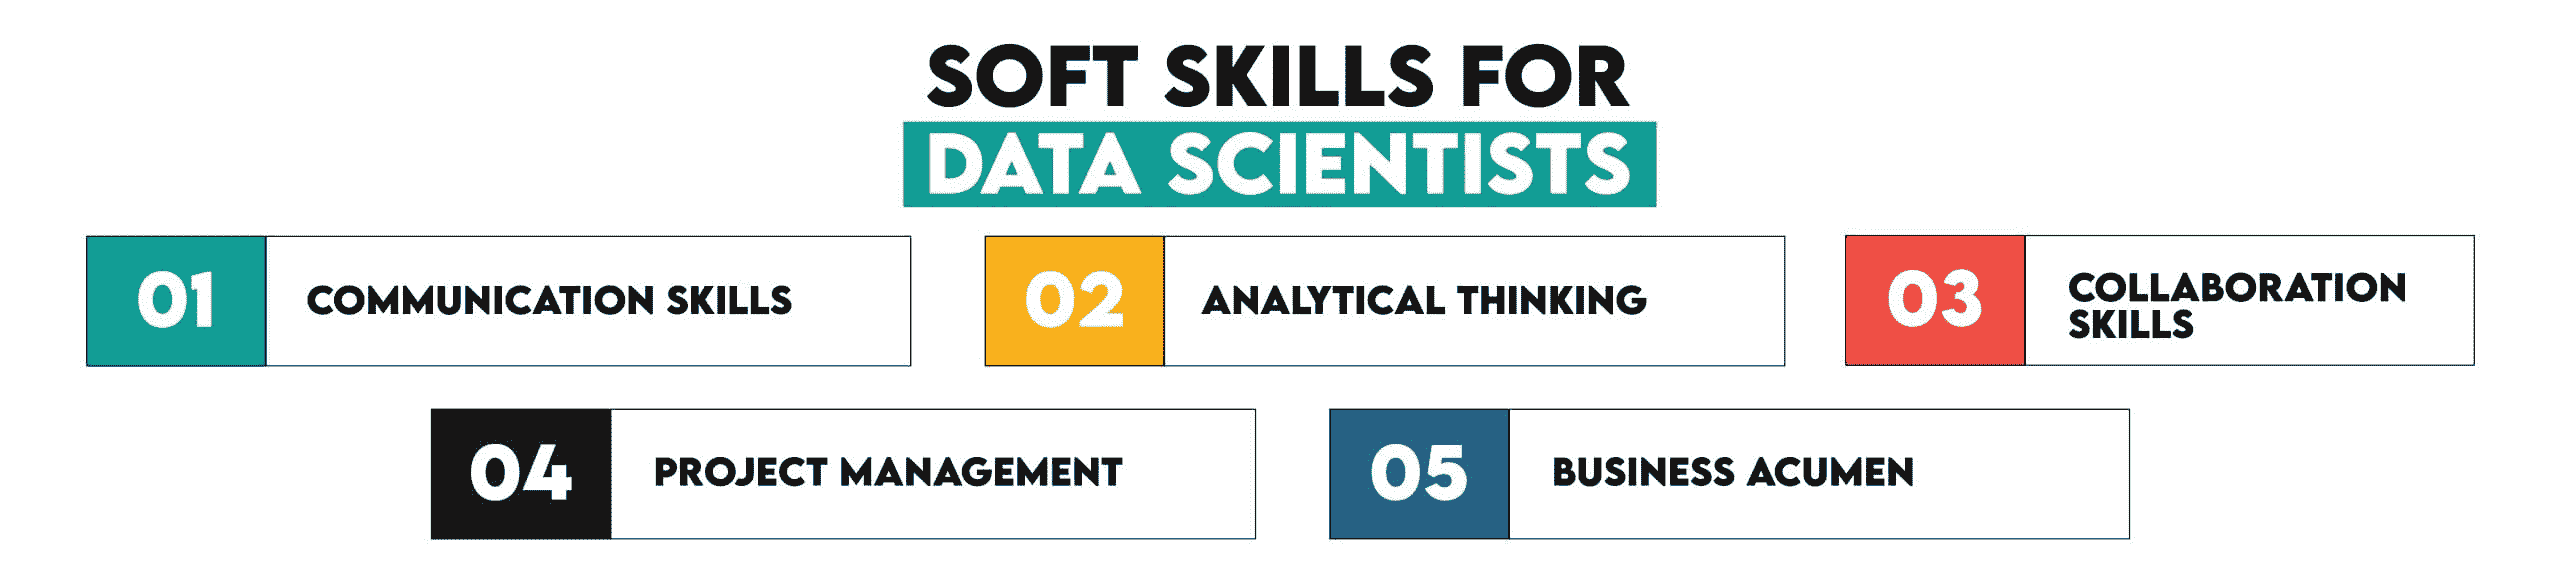 SOFT SKILLS FOR
DATA SCIENTISTS
01
COMMUNICATION SKILLS
02
ANALYTICAL THINKING
03
COLLABORATION
SKILLS
04
PROJECT MANAGEMENT
05
BUSINESS ACUMEN